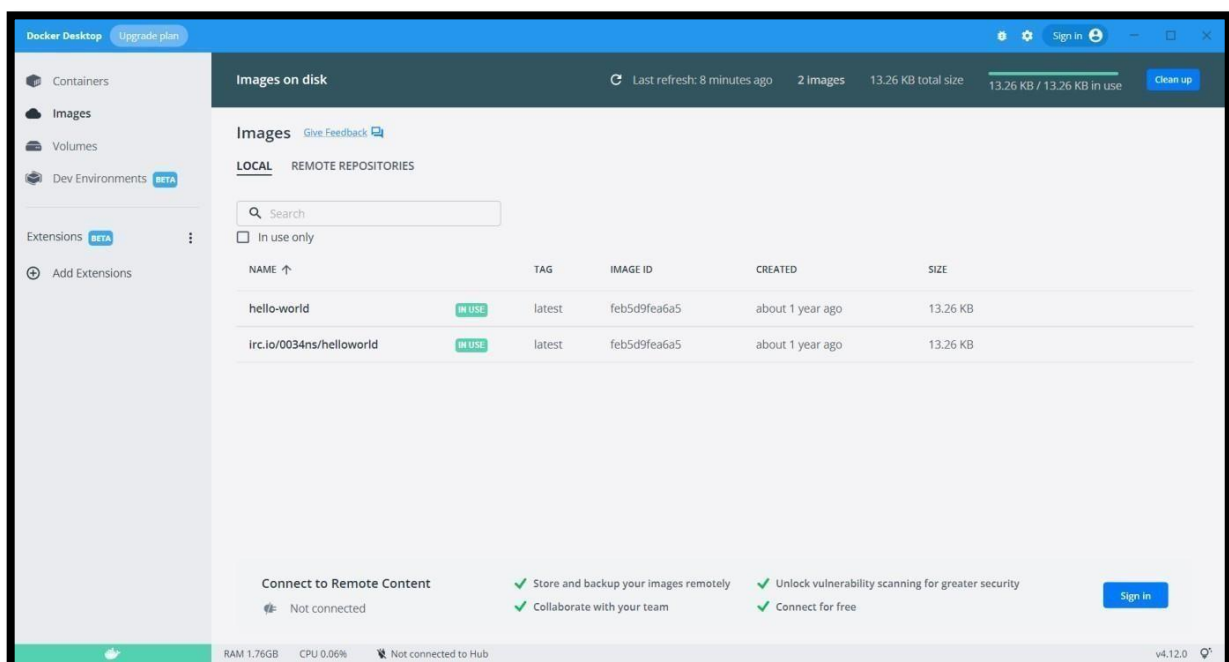 Docker Desktop Upgrade plan Sign in
Containers
Images
Volumes
Dev Environments BETA
Extensions BETA
Add Extensions
Images on disk Last refresh: 8 minutes ago 2 images 13.26 KB total size 13.26 KB / 13.26 KB in use Clean up
Images Give Feedback
LOCAL REMOTE REPOSITORIES
Search
In use only
NAME TAG IMAGE ID CREATED SIZE
hello-world IN USE latest feb5d9fea6a5 about 1 year ago 13.26 KB
irc.io/0034ns/helloworld IN USE latest feb5d9fea6a5 about 1 year ago 13.26 KB
Connect to Remote Content
Not connected
Store and backup your images remotely
Collaborate with your team
Unlock vulnerability scanning for greater security
Connect for free
Sign in
RAM 1.76GB CPU 0.06% Not connected to Hub v4.12.0